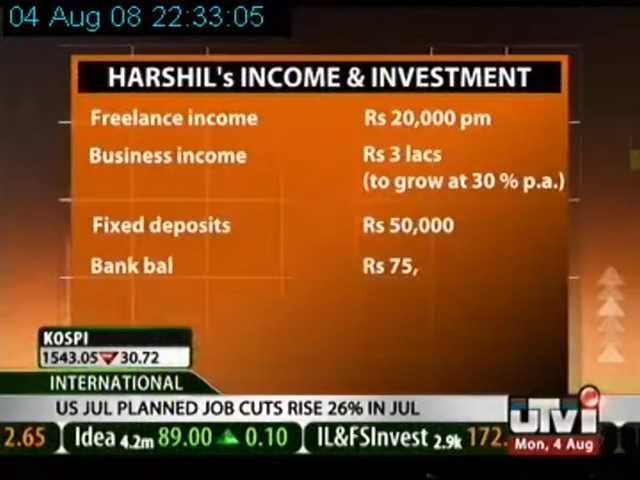 04 Aug 08 22:33:05
HARSHIL's INCOME & INVESTMENT
Freelance income Rs 20,000 pm
Business income Rs 3 lacs
(to grow at 30 % p.a.)
Fixed deposits Rs 50,000
Bank bal Rs 75,
KOSPI
1543.05 30.72
INTERNATIONAL
US JUL PLANNED JOB CUTS RISE 26% IN JUL
UTVi
Mon, 4 Aug
2.65 Idea 4.2m 89.00 0.10 IL&FSInvest 2.9k 172.